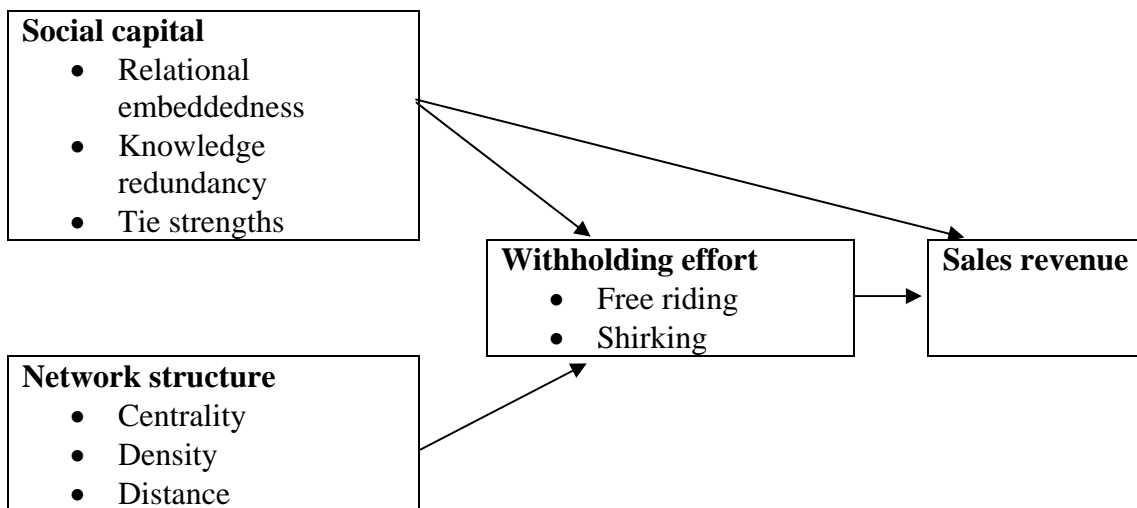 Social capital
• Relational
embeddedness
• Knowledge
redundancy
• Tie strengths
Withholding effort
• Free riding
• Shirking
Sales revenue
Network structure
• Centrality
• Density
• Distance